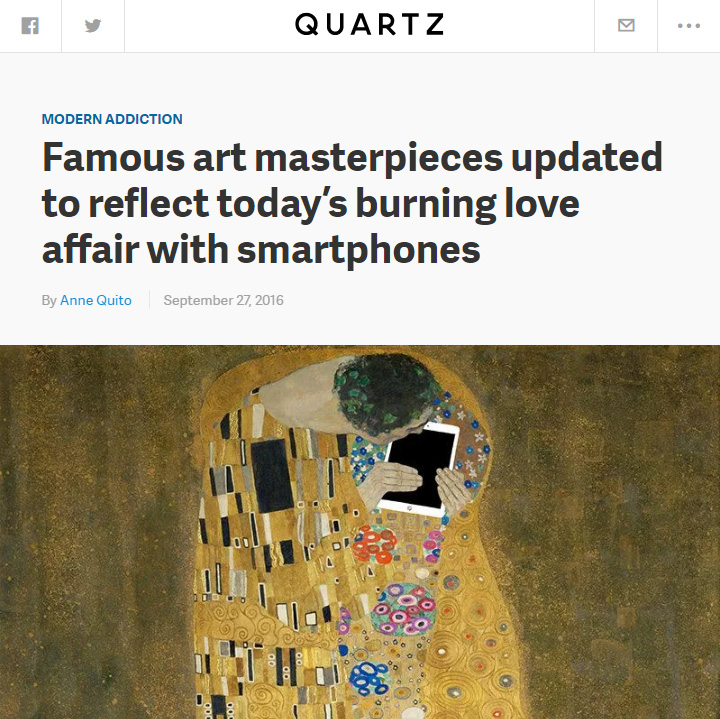 QUARTZ
MODERN ADDICTION
Famous art masterpieces updated
to reflect today’s burning love
affair with smartphones
By Anne Quito September 27, 2016